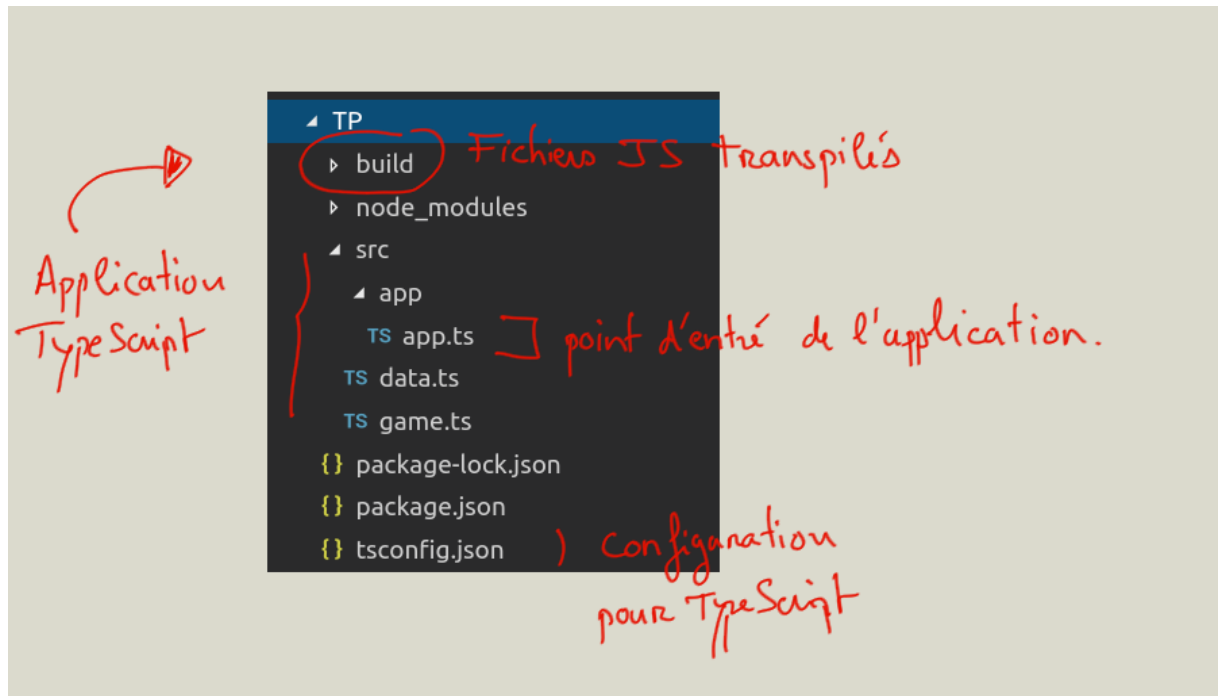 TP
build
Fichiers JS transpilés
node_modules
src
Application
TypeScript
app
TS app.ts
point d'entré de l'application.
TS data.ts
TS game.ts
{} package-lock.json
{} package.json
{} tsconfig.json
) Configuration
pour TypeScript